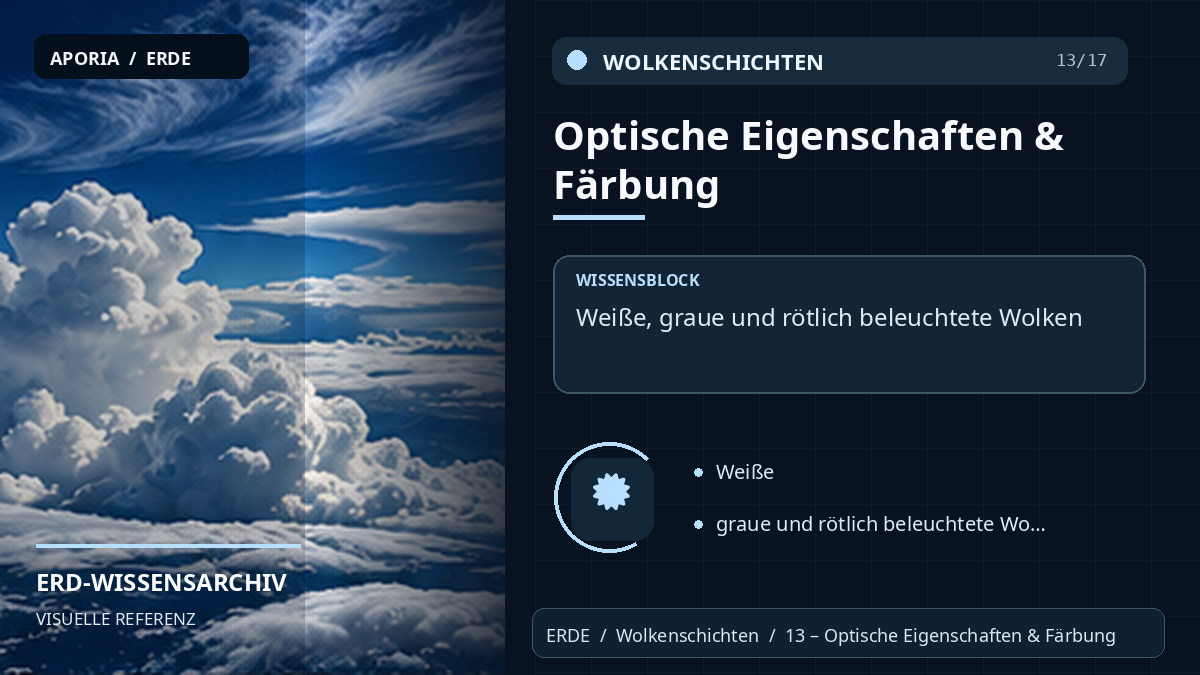 APORIA / ERDE
WOLKENSCHICHTEN
13/17
Optische Eigenschaften &
Färbung
WISSENSBLOCK
Weiße, graue und rötlich beleuchtete Wolken
Weiße
graue und rötlich beleuchtete Wo...
ERD-WISSENSARCHIV
VISUELLE REFERENZ
ERDE / Wolkenschichten / 13 – Optische Eigenschaften & Färbung